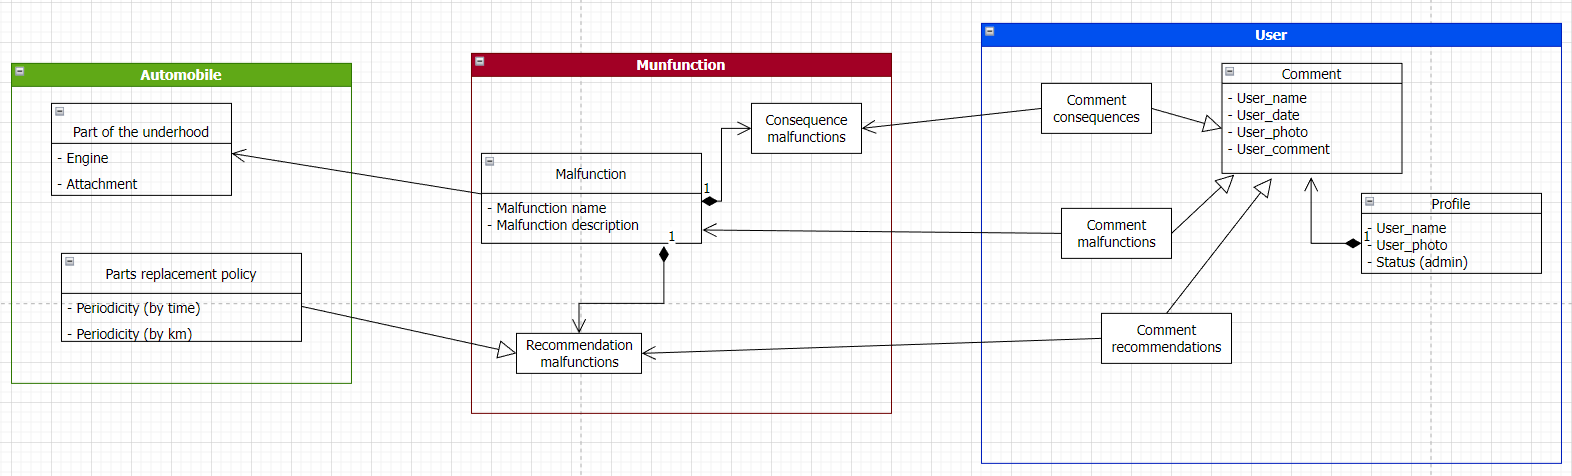 Automobile
Part of the underhood
- Engine
- Attachment
Parts replacement policy
- Periodicity (by time)
- Periodicity (by km)
Munfunction
Consequence
malfunctions
Malfunction
- Malfunction name
- Malfunction description
1
1
Recommendation
malfunctions
User
Comment
- User_name
- User_date
- User_photo
- User_comment
Comment
consequences
Comment
malfunctions
Comment
recommendations
Profile
- User_name
- User_photo
- Status (admin)
1